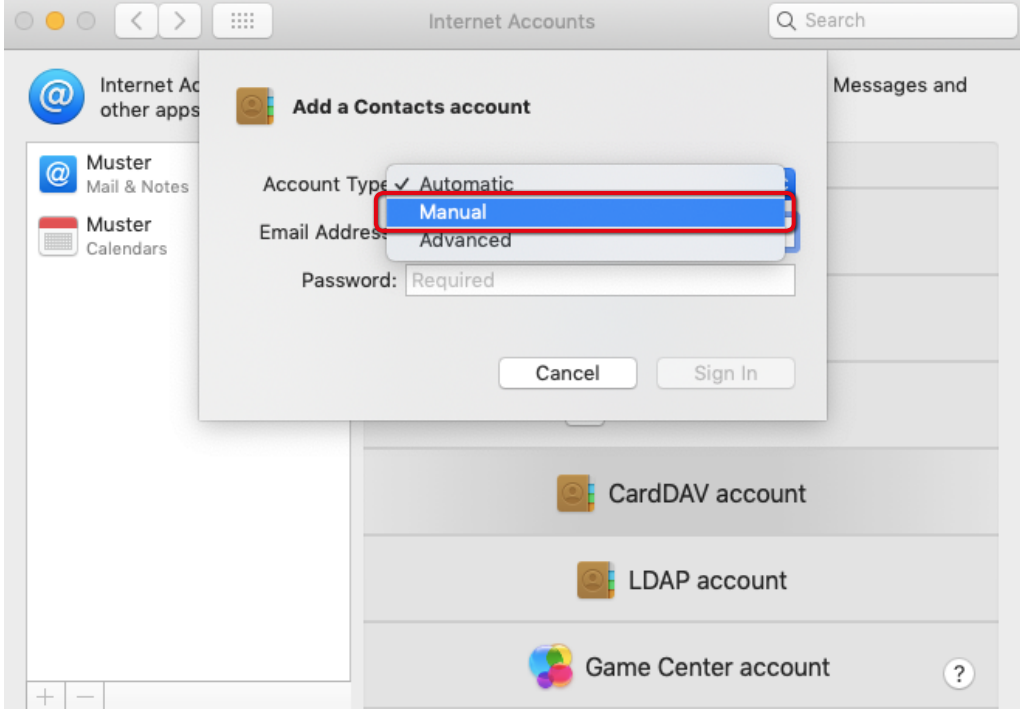 Internet Accounts
Search
Internet Ac
other apps
Messages and
Add a Contacts account
Muster
Mail & Notes
Muster
Calendars
Account Type
✓ Automatic
Manual
Advanced
Email Addres
Password:
Required
Cancel
Sign In
CardDAV account
LDAP account
Game Center account
?